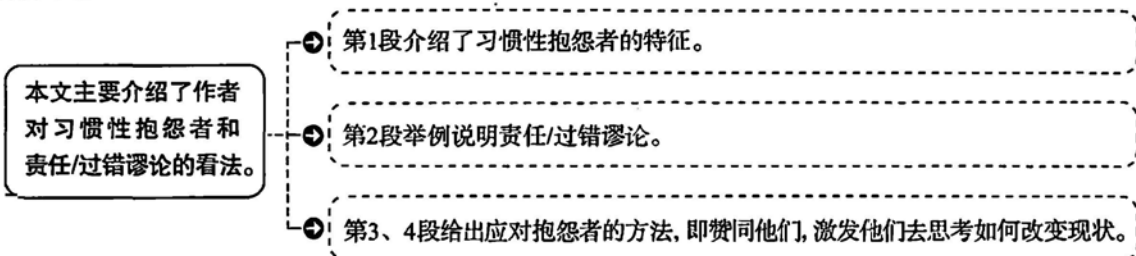 本文主要介绍了作者
对习惯性抱怨者和
责任/过错谬论的看法。
第1段介绍了习惯性抱怨者的特征。
第2段举例说明责任/过错谬论。
第3、4段给出应对抱怨者的方法,即赞同他们,激发他们去思考如何改变现状。